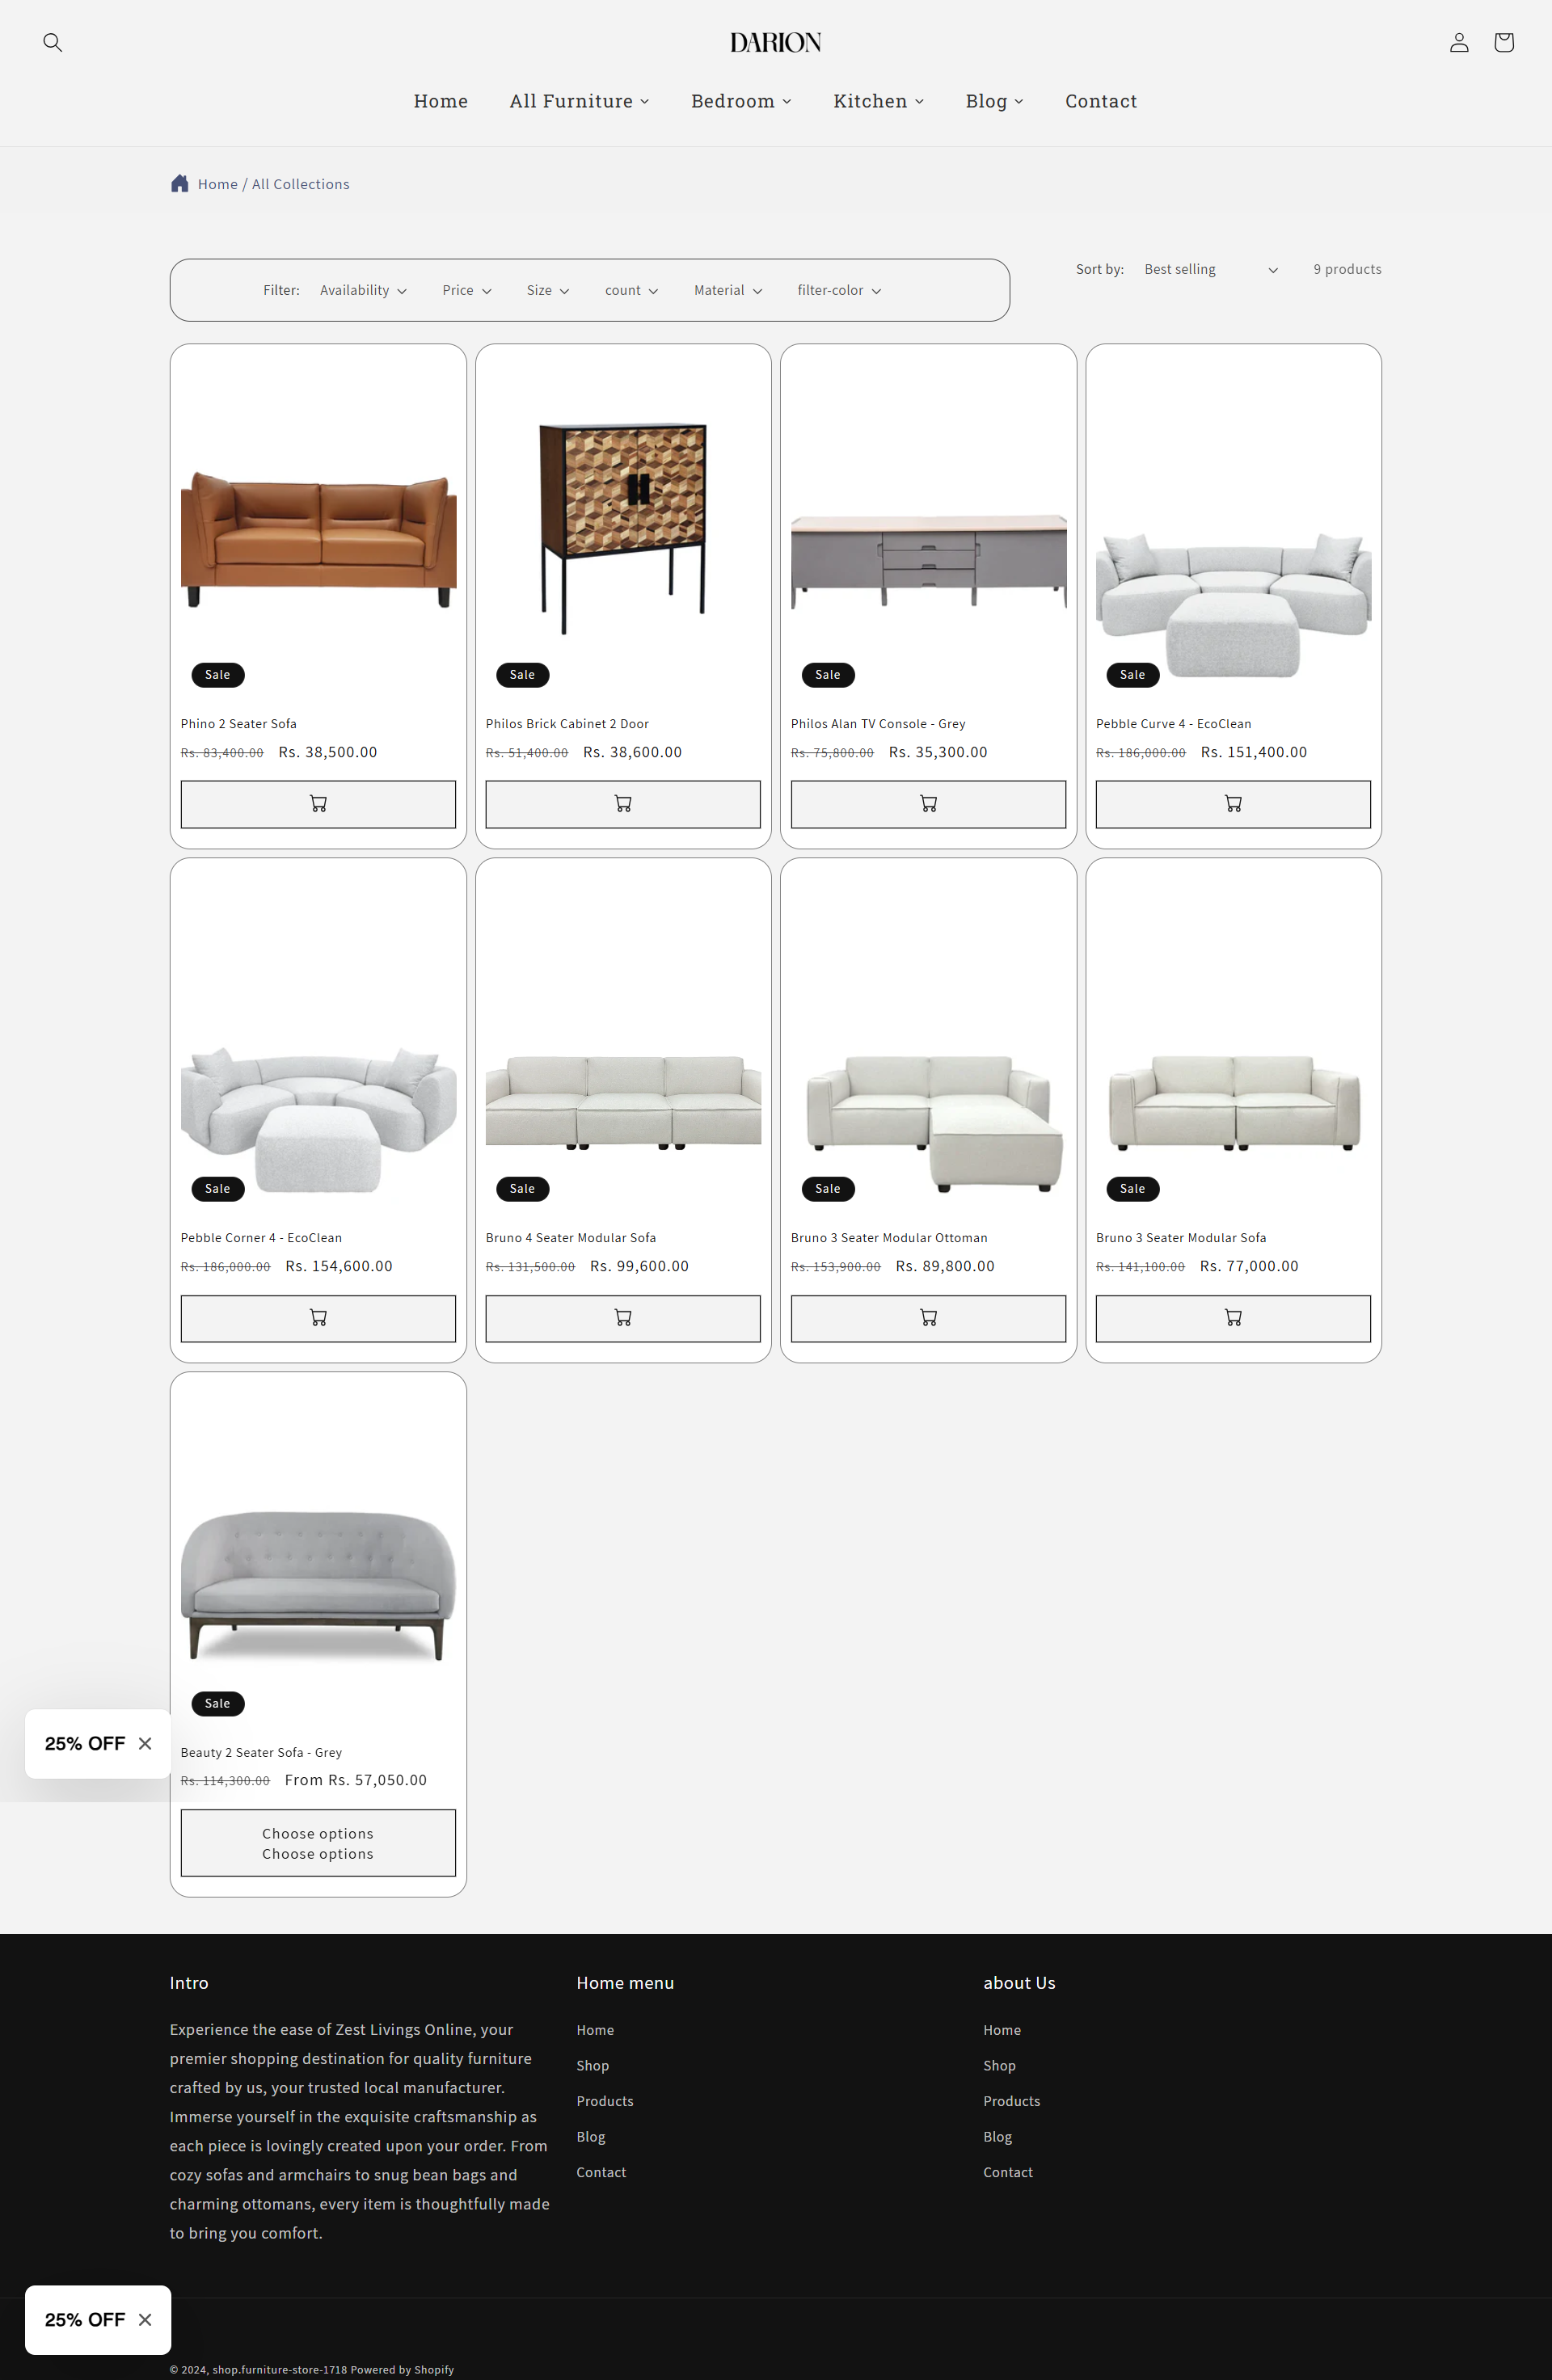 DARION
Home All Furniture Bedroom Kitchen Blog Contact
Home / All Collections
Filter: Availability Price Size count Material filter-color
Sort by: Best selling 9 products
Sale
Phino 2 Seater Sofa
Rs. 83,400.00 Rs. 38,500.00
Sale
Philos Brick Cabinet 2 Door
Rs. 51,400.00 Rs. 38,600.00
Sale
Philos Alan TV Console - Grey
Rs. 75,800.00 Rs. 35,300.00
Sale
Pebble Curve 4 - EcoClean
Rs. 186,000.00 Rs. 151,400.00
Sale
Pebble Corner 4 - EcoClean
Rs. 186,000.00 Rs. 154,600.00
Sale
Bruno 4 Seater Modular Sofa
Rs. 131,500.00 Rs. 99,600.00
Sale
Bruno 3 Seater Modular Ottoman
Rs. 153,900.00 Rs. 89,800.00
Sale
Bruno 3 Seater Modular Sofa
Rs. 141,100.00 Rs. 77,000.00
Sale
25% OFF
Beauty 2 Seater Sofa - Grey
Rs. 114,300.00 From Rs. 57,050.00
Choose options
Choose options
Intro
Experience the ease of Zest Livings Online, your
premier shopping destination for quality furniture
crafted by us, your trusted local manufacturer.
Immerse yourself in the exquisite craftsmanship as
each piece is lovingly created upon your order. From
cozy sofas and armchairs to snug bean bags and
charming ottomans, every item is thoughtfully made
to bring you comfort.
Home menu
Home
Shop
Products
Blog
Contact
about Us
Home
Shop
Products
Blog
Contact
25% OFF
© 2024, shop.furniture-store-1718 Powered by Shopify